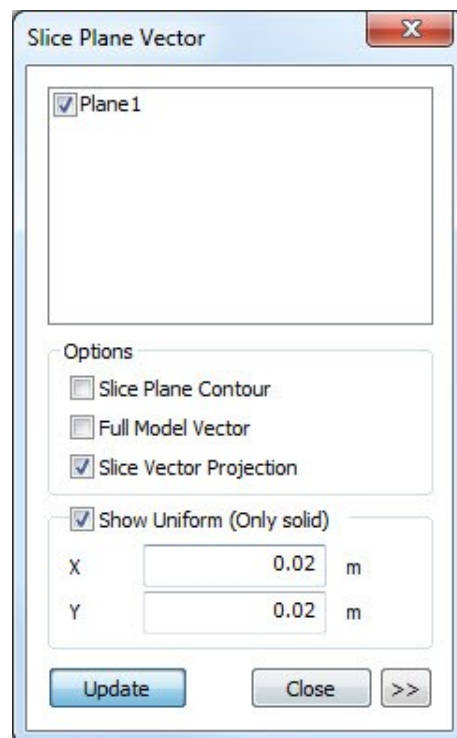 Slice Plane Vector
Plane1
Options
Slice Plane Contour
Full Model Vector
Slice Vector Projection
Show Uniform (Only solid)
X 0.02 m
Y 0.02 m
Update Close >>